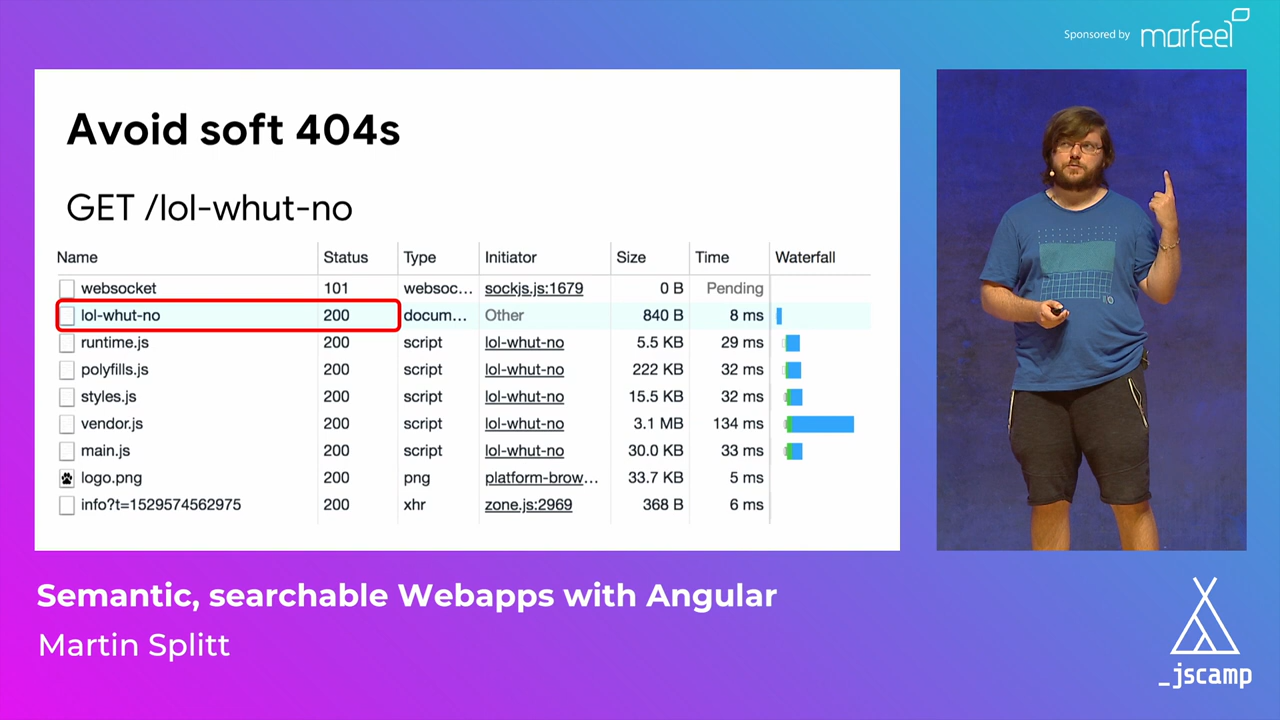 Sponsored by marfeel
Avoid soft 404s
GET /lol-whut-no
Name Status Type Initiator Size Time Waterfall
websocket 101 websoc... sockjs.js:1679 0 B Pending
lol-whut-no 200 docum... Other 840 B 8 ms
runtime.js 200 script lol-whut-no 5.5 KB 29 ms
polyfills.js 200 script lol-whut-no 222 KB 32 ms
styles.js 200 script lol-whut-no 15.5 KB 32 ms
vendor.js 200 script lol-whut-no 3.1 MB 134 ms
main.js 200 script lol-whut-no 30.0 KB 33 ms
logo.png 200 png platform-brow... 33.7 KB 5 ms
info?t=1529574562975 200 xhr zone.js:2969 368 B 6 ms
Semantic, searchable Webapps with Angular
Martin Splitt
_jscamp